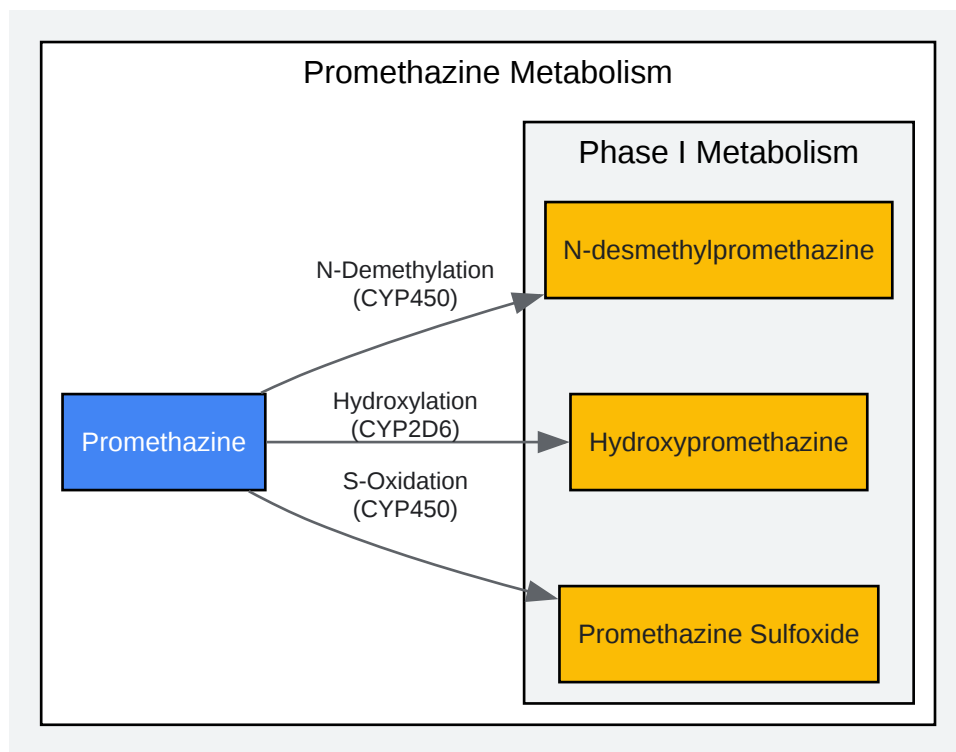 Promethazine Metabolism
Phase I Metabolism
N-desmethylpromethazine
N-Demethylation
(CYP450)
Hydroxylation
(CYP2D6)
Promethazine
Hydroxypromethazine
S-Oxidation
(CYP450)
Promethazine Sulfoxide